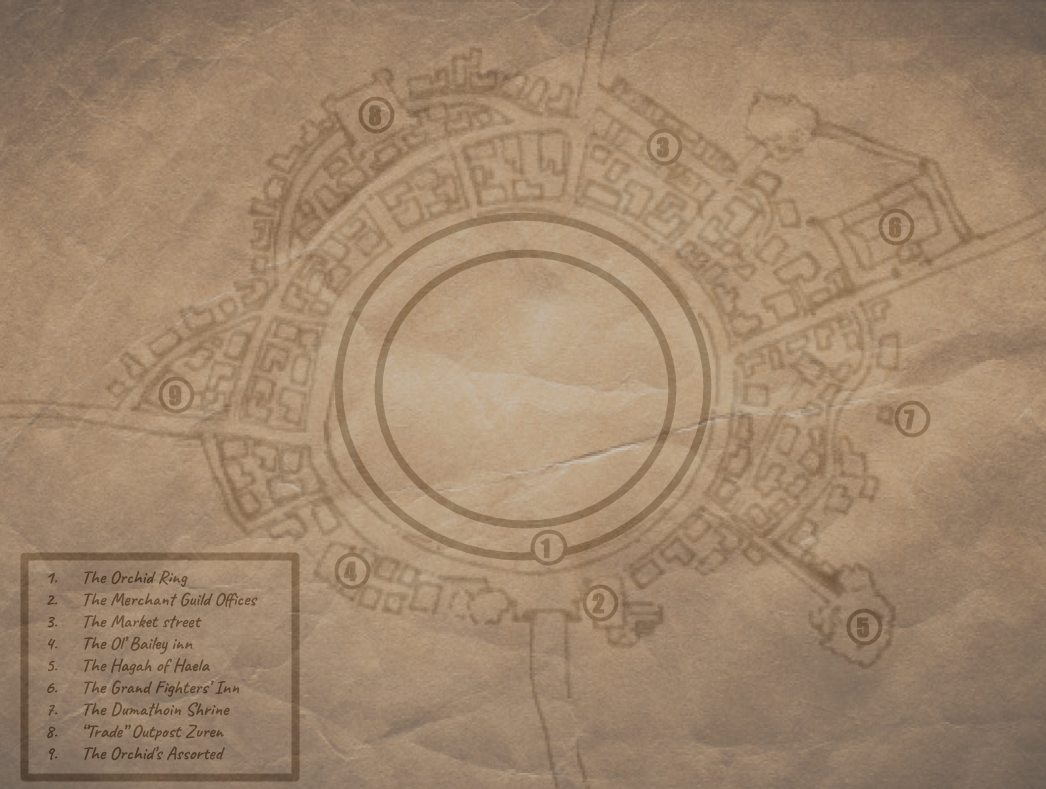 8
3
6
9
7
1
4
2
5
1. The Orchid Ring
2. The Merchant Guild Offices
3. The Market street
4. The Ol' Bailey inn
5. The Hagah of Haela
6. The Grand Fighters' Inn
7. The Dumathoin Shrine
8. "Trade" Outpost Zuren
9. The Orchid's Assorted